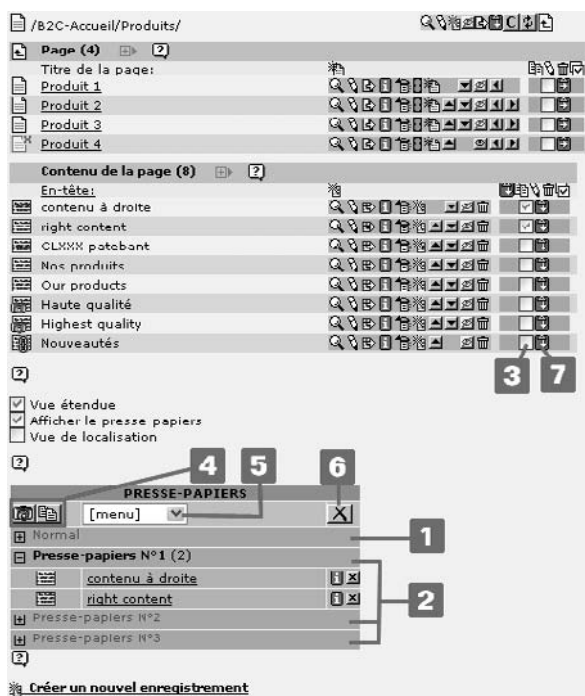 /B2C-Accueil/Produits/
Page (4)
Titre de la page:
Produit 1
Produit 2
Produit 3
Produit 4
Contenu de la page (8)
En-tête:
contenu à droite
right content
CLXXX patabant
Nos produits
Our products
Haute qualité
Highest quality
Nouveautés
3 7
Vue étendue
Afficher le presse papiers
Vue de localisation
4 5 6
PRESSE-PAPIERS
[menu]
Normal
1
Presse-papiers N°1 (2)
contenu à droite
right content
2
Presse-papiers N°2
Presse-papiers N°3
Créer un nouvel enregistrement